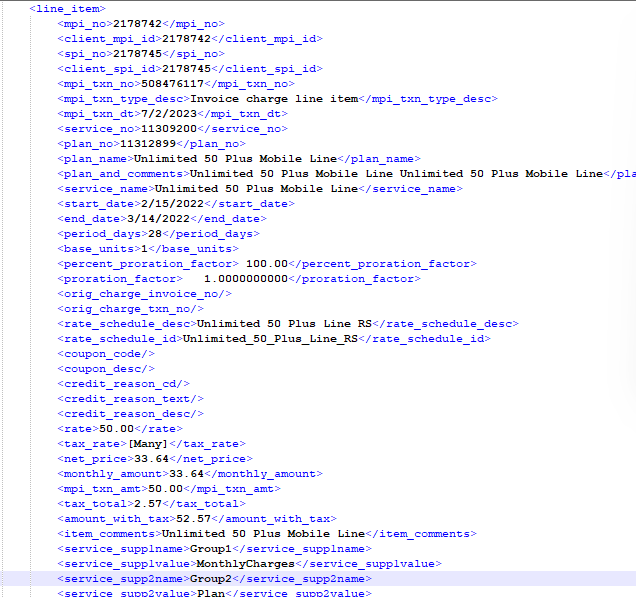 <line_item>
<mpi_no>2178742</mpi_no>
<client_mpi_id>2178742</client_mpi_id>
<spi_no>2178745</spi_no>
<client_spi_id>2178745</client_spi_id>
<mpi_txn_no>508476117</mpi_txn_no>
<mpi_txn_type_desc>Invoice charge line item</mpi_txn_type_desc>
<mpi_txn_dt>7/2/2023</mpi_txn_dt>
<service_no>11309200</service_no>
<plan_no>11312899</plan_no>
<plan_name>Unlimited 50 Plus Mobile Line</plan_name>
<plan_and_comments>Unlimited 50 Plus Mobile Line Unlimited 50 Plus Mobile Line</pla
<service_name>Unlimited 50 Plus Mobile Line</service_name>
<start_date>2/15/2022</start_date>
<end_date>3/14/2022</end_date>
<period_days>28</period_days>
<base_units>1</base_units>
<percent_proration_factor> 100.00</percent_proration_factor>
<proration_factor>   1.0000000000</proration_factor>
<orig_charge_invoice_no/>
<orig_charge_txn_no/>
<rate_schedule_desc>Unlimited 50 Plus Line RS</rate_schedule_desc>
<rate_schedule_id>Unlimited_50_Plus_Line_RS</rate_schedule_id>
<coupon_code/>
<coupon_desc/>
<credit_reason_cd/>
<credit_reason_text/>
<credit_reason_desc/>
<rate>50.00</rate>
<tax_rate>[Many]</tax_rate>
<net_price>33.64</net_price>
<monthly_amount>33.64</monthly_amount>
<mpi_txn_amt>50.00</mpi_txn_amt>
<tax_total>2.57</tax_total>
<amount_with_tax>52.57</amount_with_tax>
<item_comments>Unlimited 50 Plus Mobile Line</item_comments>
<service_supp1name>Group1</service_supp1name>
<service_supp1value>MonthlyCharges</service_supp1value>
<service_supp2name>Group2</service_supp2name>
<service_supp2value>Plan</service_supp2value>